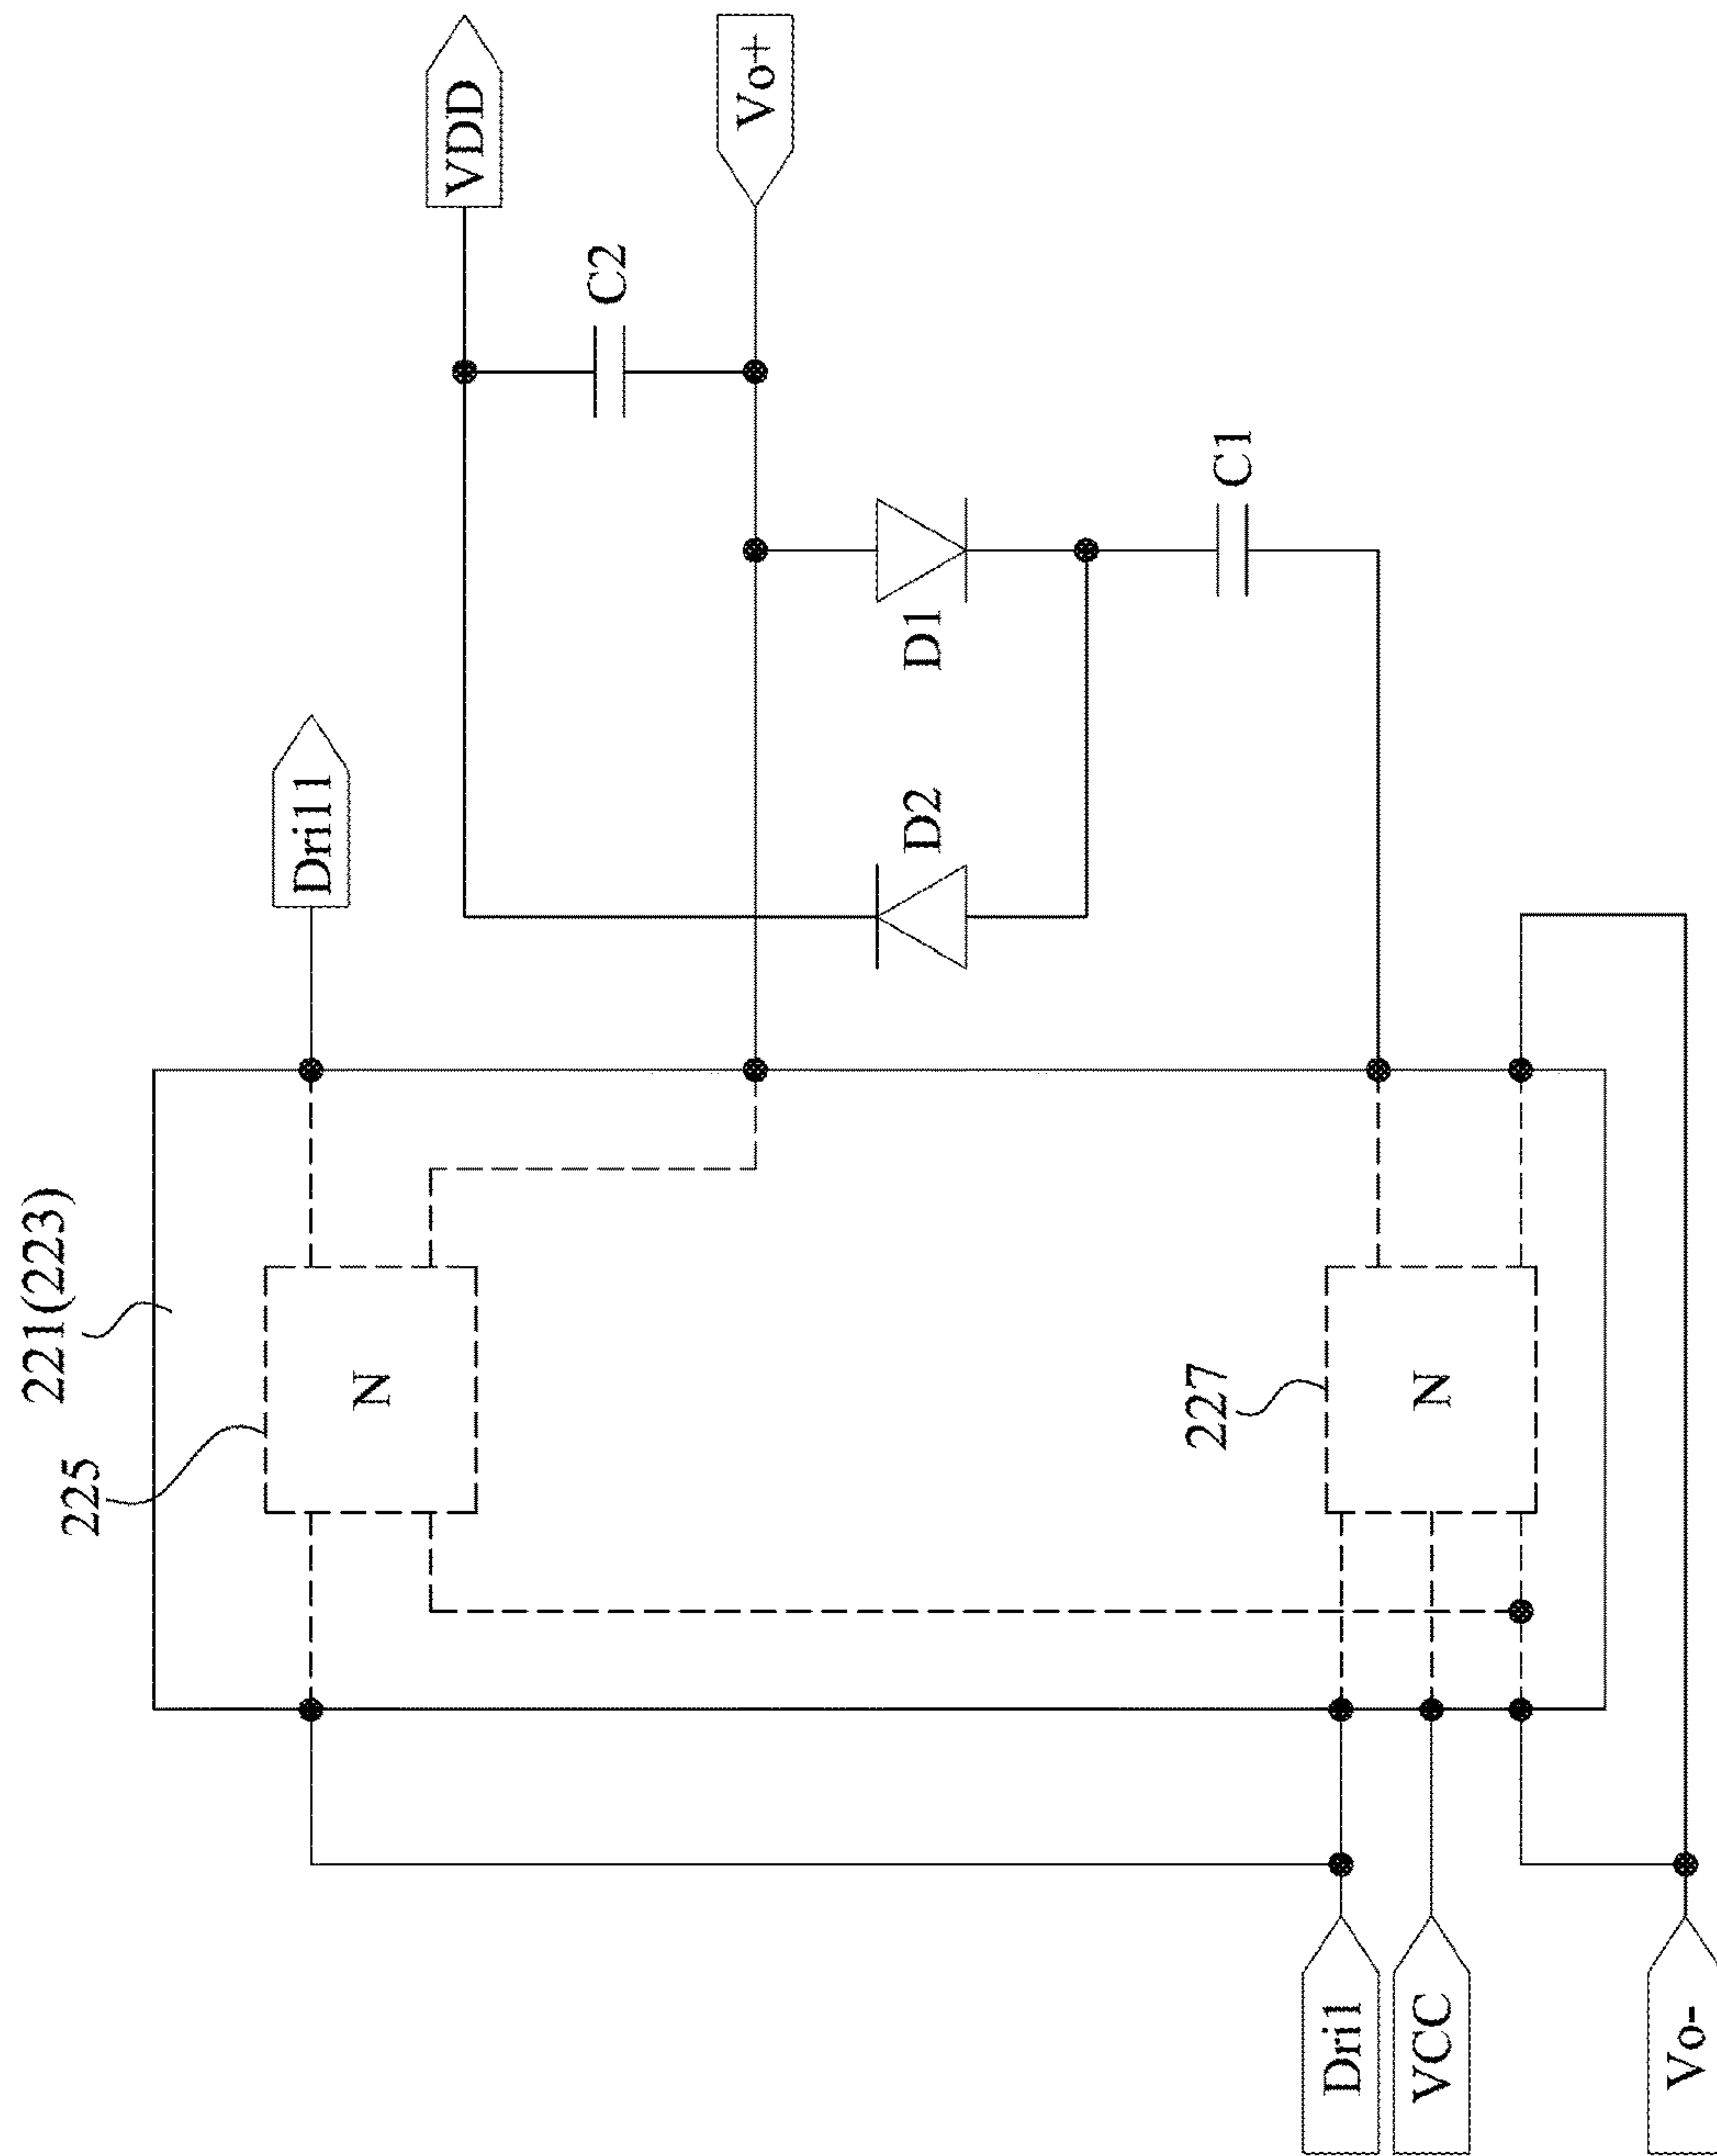 221(223)
225
N
Dri11
VDD
C2
Vo+
D2
D1
C1
227
N
Dri1
VCC
Vo-